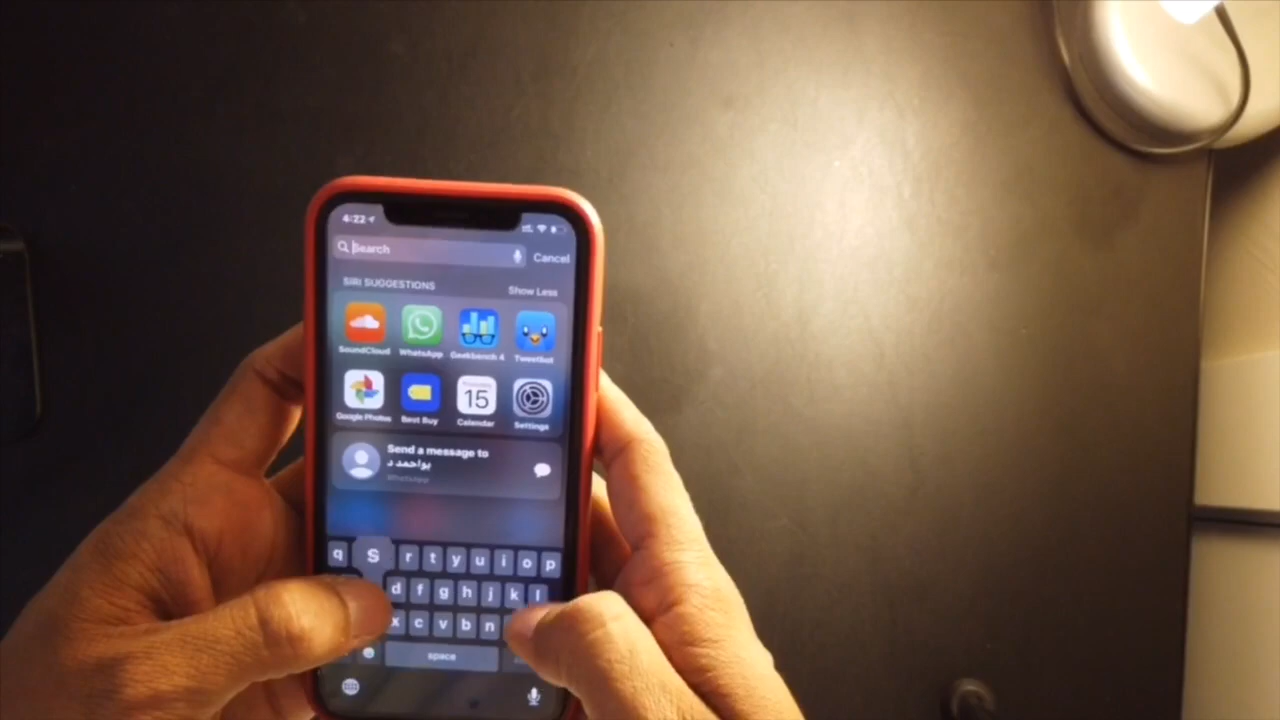 4:22
Search
Cancel
SIRI SUGGESTIONS
Show Less
SoundCloud WhatsApp Geekbench 4 Tweetbot
15
Google Photos Best Buy Calendar Settings
Send a message to
بواحمد د
WhatsApp
q S r t y u i o p
d f g h j k l
x c v b n
space